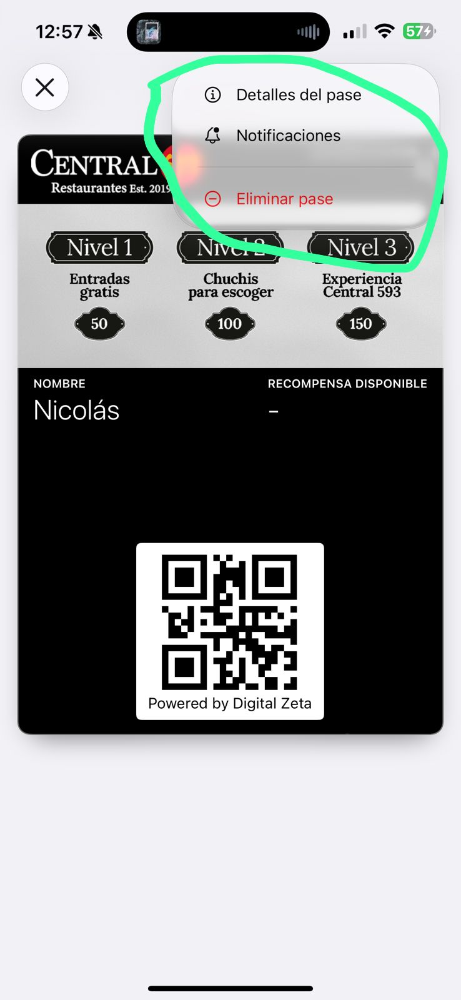 12:57
57
Detalles del pase
Notificaciones
Eliminar pase
CENTRAL
Restaurantes Est. 2019
Nivel 1
Nivel 2
Nivel 3
Entradas
gratis
Chuchis
para escoger
Experiencia
Central 593
50
100
150
NOMBRE
RECOMPENSA DISPONIBLE
Nicolás
-
Powered by Digital Zeta